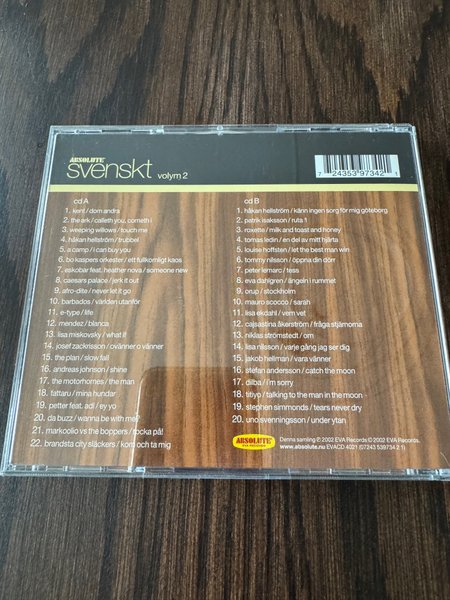 ABSOLUTE
svenskt volym 2
7 24353 97342 1
cd A
1. kent / dom andra
2. the ark / calleth you, cometh i
3. weeping willows / touch me
4. håkan hellström / trubbel
5. a camp / i can buy you
6. bo kaspers orkester / ett fullkomligt kaos
7. eskobar feat. heather nova / someone new
8. caesars palace / jerk it out
9. afro-dite / never let it go
10. barbados / världen utanför
11. e-type / life
12. mendez / blanca
13. lisa miskovsky / what if
14. josef zackrisson / ovänner o vänner
15. the plan / slow fall
16. andreas johnson / shine
17. the motorhomes / the man
18. fattaru / mina hundar
19. petter feat. adl / ey yo
20. da buzz / wanna be with me?
21. markoolio vs the boppers / rocka på!
22. brandsta city släckers / kom och ta mig
cd B
1. håkan hellström / känn ingen sorg för mig göteborg
2. patrik isaksson / ruta 1
3. roxette / milk and toast and honey
4. tomas ledin / en del av mitt hjärta
5. louise hoffsten / let the best man win
6. tommy nilsson / öppna din dörr
7. peter lemarc / tess
8. eva dahlgren / ängeln i rummet
9. orup / stockholm
10. mauro scocco / sarah
11. lisa ekdahl / vem vet
12. cajsastina åkerström / fråga stjärnorna
13. niklas strömstedt / om
14. lisa nilsson / varje gång jag ser dig
15. jakob hellman / vara vänner
16. stefan andersson / catch the moon
17. dilba / i'm sorry
18. titiyo / talking to the man in the moon
19. stephen simmonds / tears never dry
20. uno svenningsson / under ytan
ABSOLUTE
Denna samling ℗ 2002 EVA Records © 2002 EVA Records.
www.absolute.nu EVACD 4021 (07243 539734 2 1)